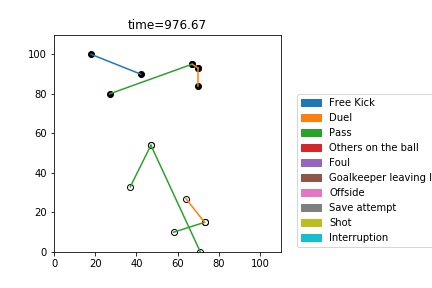 time=976.67
100
80
60
40
20
0
0 20 40 60 80 100
Free Kick
Duel
Pass
Others on the ball
Foul
Goalkeeper leaving l
Offside
Save attempt
Shot
Interruption